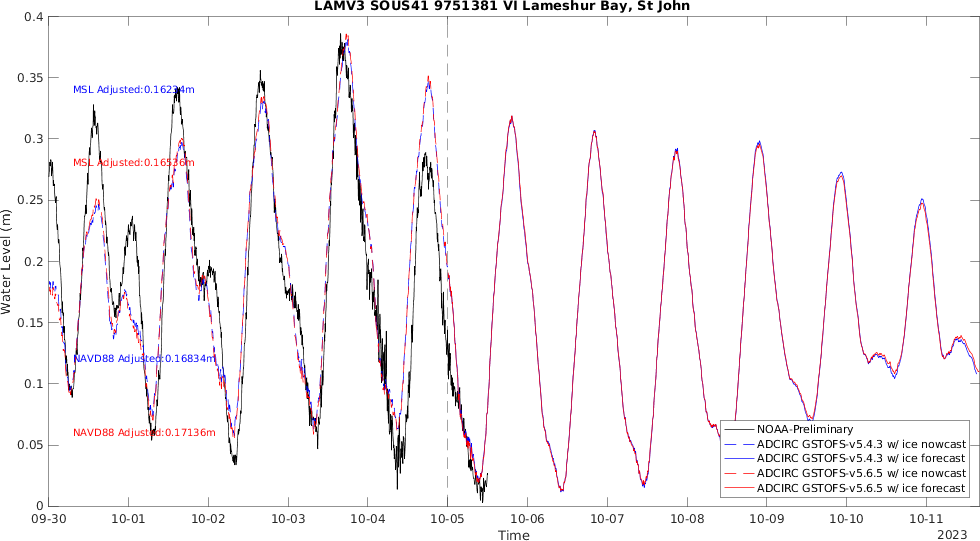 LAMV3 SOUS41 9751381 VI Lameshur Bay, St John
0.4
0.35
0.3
0.25
0.2
0.15
0.1
0.05
0
Water Level (m)
MSL Adjusted:0.16234m
MSL Adjusted:0.16536m
NAVD88 Adjusted:0.16834m
NAVD88 Adjusted:0.17136m
NOAA-Preliminary
ADCIRC GSTOFS-v5.4.3 w/ ice nowcast
ADCIRC GSTOFS-v5.4.3 w/ ice forecast
ADCIRC GSTOFS-v5.6.5 w/ ice nowcast
ADCIRC GSTOFS-v5.6.5 w/ ice forecast
09-30 10-01 10-02 10-03 10-04 10-05 10-06 10-07 10-08 10-09 10-10 10-11
Time
2023